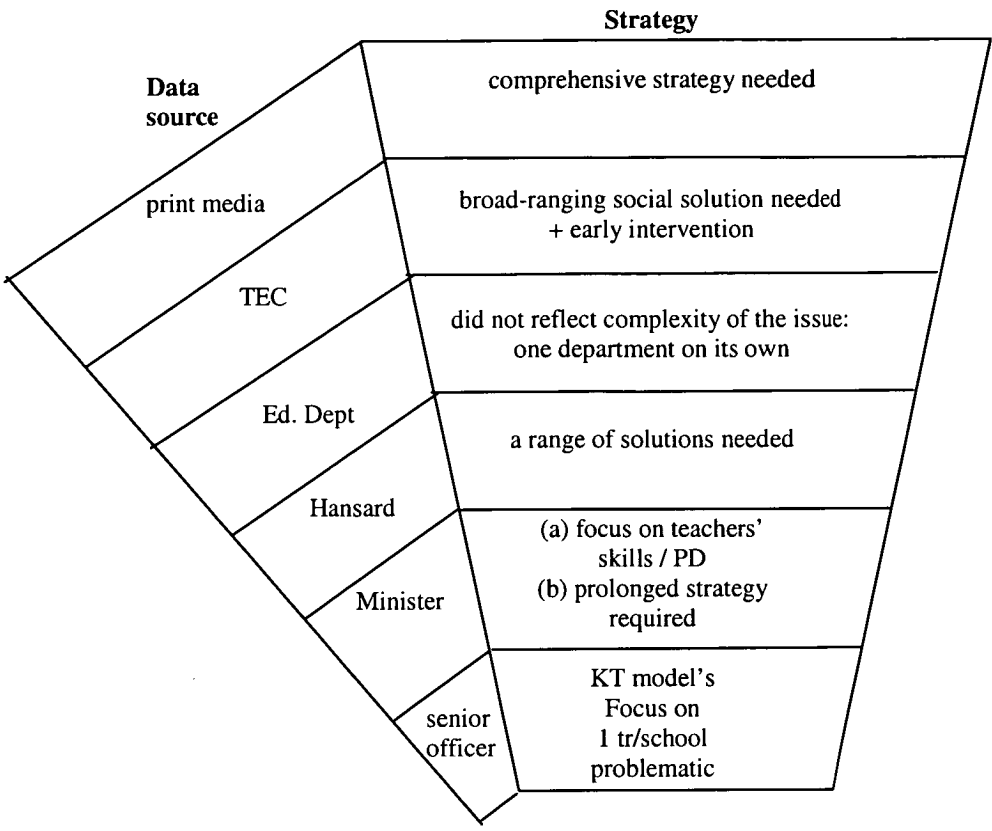 Strategy
Data
source
comprehensive strategy needed
print media
broad-ranging social solution needed
+ early intervention
TEC
did not reflect complexity of the issue:
one department on its own
Ed. Dept
a range of solutions needed
Hansard
(a) focus on teachers'
skills / PD
(b) prolonged strategy
required
Minister
KT model's
Focus on
1 tr/school
problematic
senior
officer